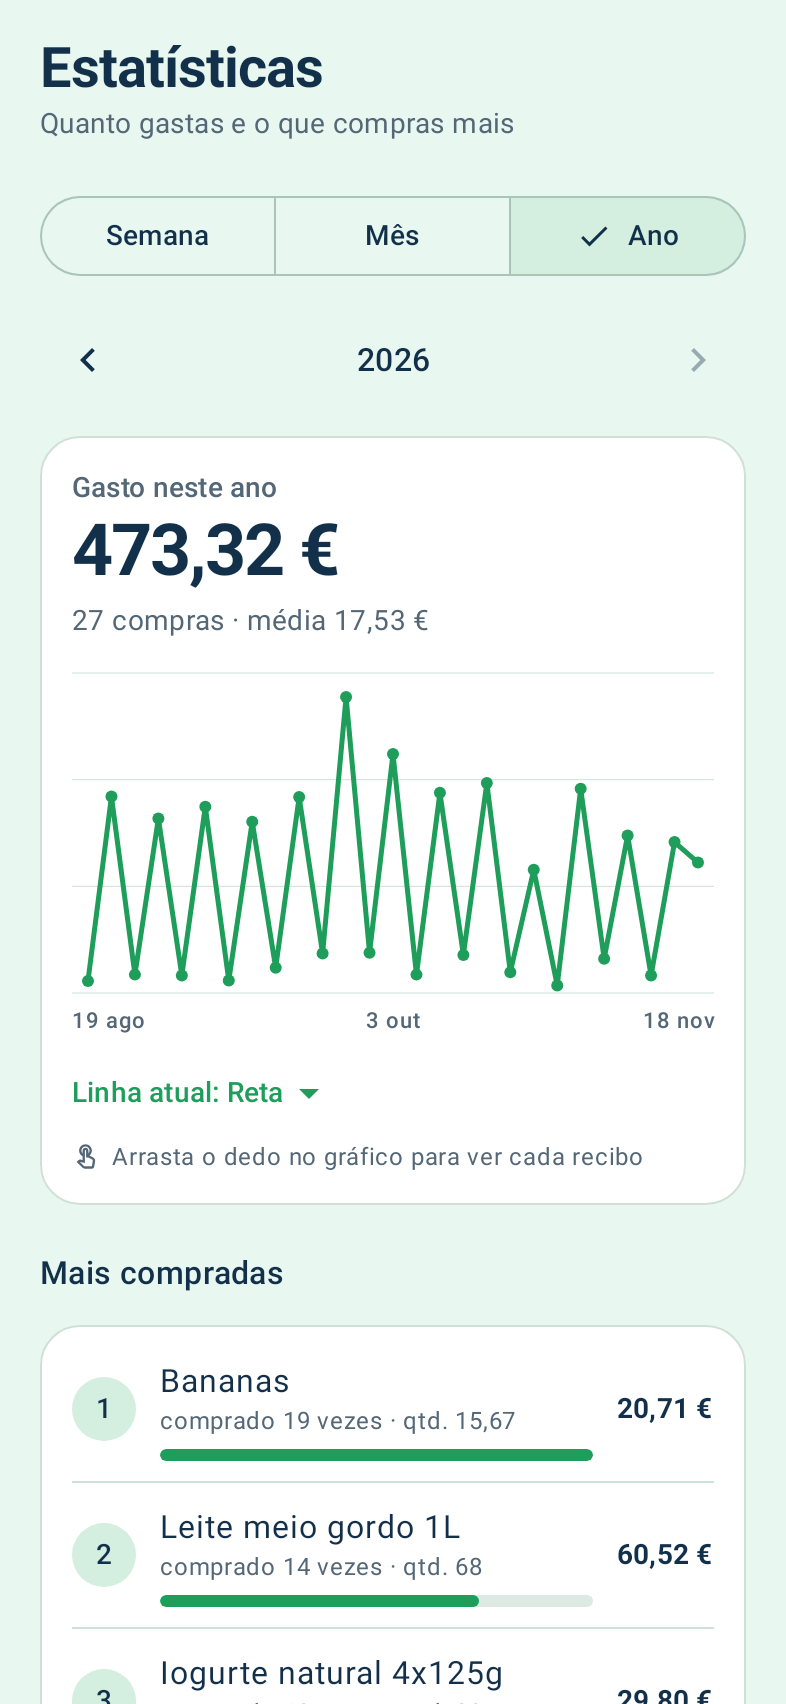 Estatísticas
Quanto gastas e o que compras mais
Semana
Mês
Ano
2026
Gasto neste ano
473,32 €
27 compras · média 17,53 €
19 ago
3 out
18 nov
Linha atual: Reta
Arrasta o dedo no gráfico para ver cada recibo
Mais compradas
1
Bananas
comprado 19 vezes · qtd. 15,67
20,71 €
2
Leite meio gordo 1L
comprado 14 vezes · qtd. 68
60,52 €
3
Iogurte natural 4x125g
29,80 €